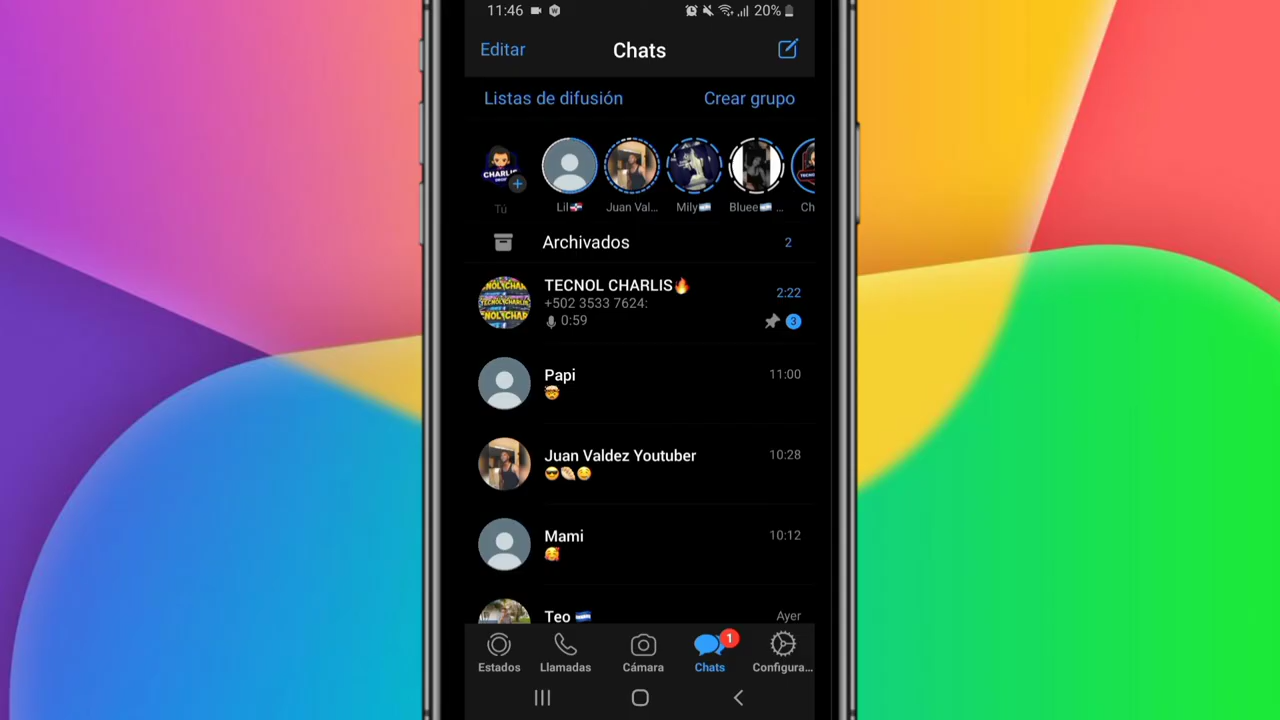 11:46
20%
Editar
Chats
Listas de difusión
Crear grupo
CHARLIS
Tú
Lil🇩🇴
Juan Val...
Mily🇭🇳
Bluee🇭🇳 ...
Ch
Archivados
2
TECNOL CHARLIS🔥
2:22
+502 3533 7624:
0:59
3
Papi
11:00
🤯
Juan Valdez Youtuber
10:28
😎🥟🤤
Mami
10:12
🥰
Teo 🇭🇳
Ayer
Estados
Llamadas
Cámara
Chats
1
Configura...